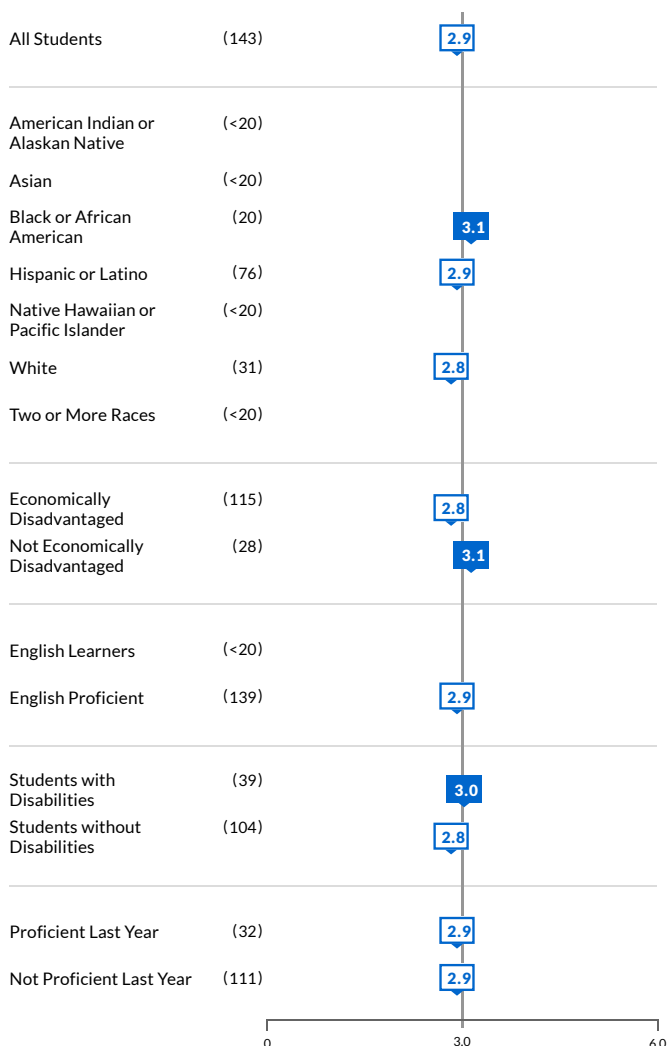 All Students (143) 2.9
American Indian or (<20)
Alaskan Native
Asian (<20)
Black or African (20) 3.1
American
Hispanic or Latino (76) 2.9
Native Hawaiian or (<20)
Pacific Islander
White (31) 2.8
Two or More Races (<20)
Economically (115) 2.8
Disadvantaged
Not Economically (28) 3.1
Disadvantaged
English Learners (<20)
English Proficient (139) 2.9
Students with (39) 3.0
Disabilities
Students without (104) 2.8
Disabilities
Proficient Last Year (32) 2.9
Not Proficient Last Year (111) 2.9
0 3.0 6.0